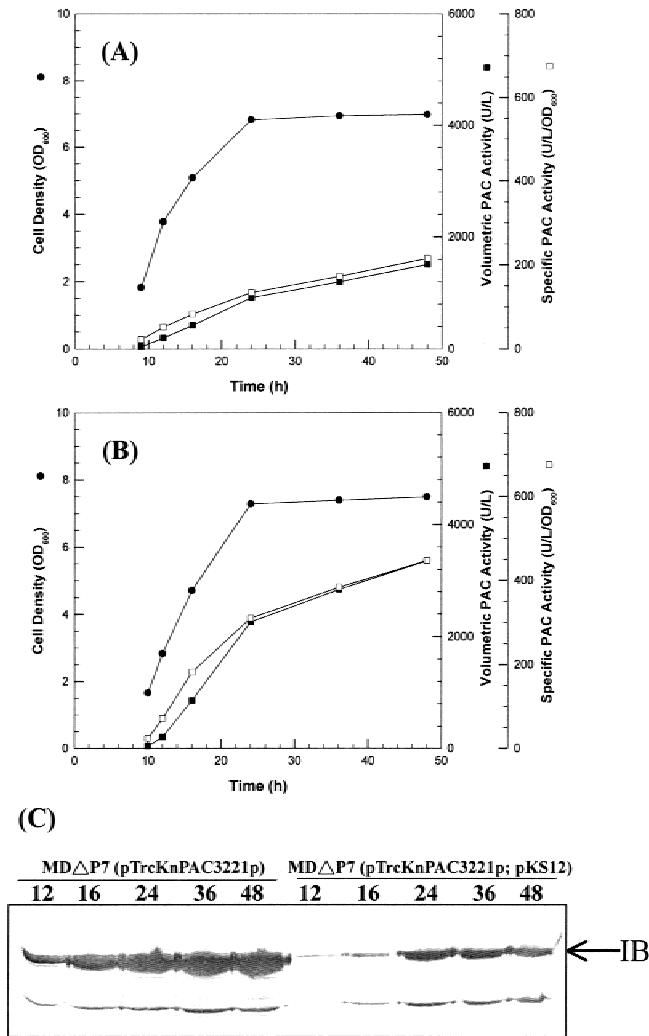 (A)
10
8
6
4
2
0
Cell Density (OD600)
0 10 20 30 40 50
Time (h)
6000
4000
2000
0
Volumetric PAC Activity (U/L)
800
600
400
200
0
Specific PAC Activity (U/L/OD600)
(B)
10
8
6
4
2
0
Cell Density (OD600)
0 10 20 30 40 50
Time (h)
6000
4000
2000
0
Volumetric PAC Activity (U/L)
800
600
400
200
0
Specific PAC Activity (U/L/OD600)
(C)
MD△P7 (pTrcKnPAC3221p) MD△P7 (pTrcKnPAC3221p; pKS12)
12 16 24 36 48 12 16 24 36 48
IB